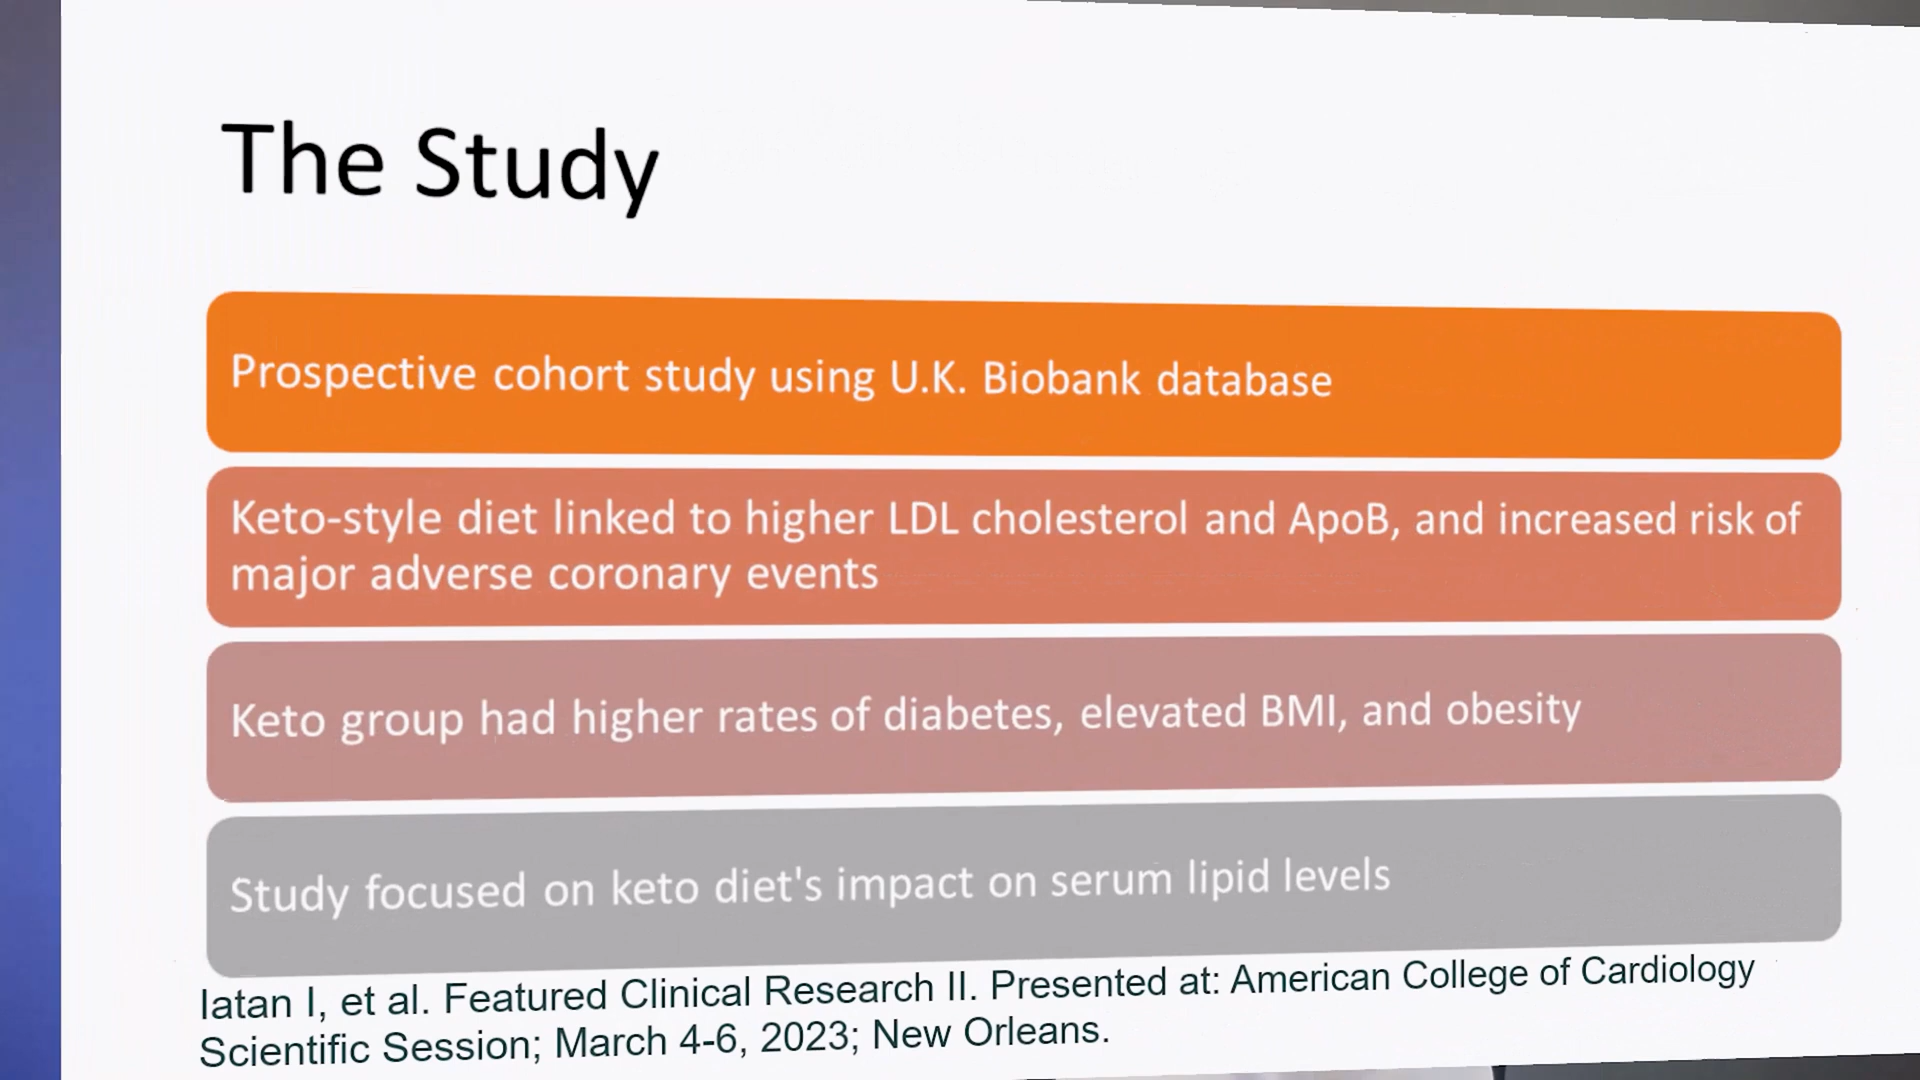 The Study
Prospective cohort study using U.K. Biobank database
Keto-style diet linked to higher LDL cholesterol and ApoB, and increased risk of
major adverse coronary events
Keto group had higher rates of diabetes, elevated BMI, and obesity
Study focused on keto diet's impact on serum lipid levels
Iatan I, et al. Featured Clinical Research II. Presented at: American College of Cardiology
Scientific Session; March 4-6, 2023; New Orleans.